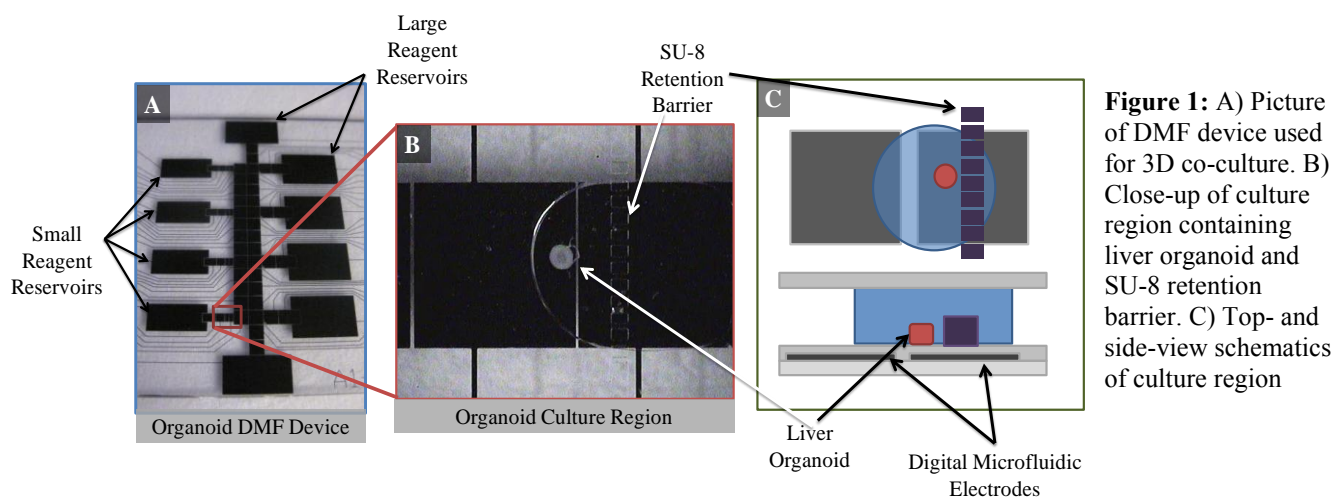 Large
Reagent
Reservoirs
SU-8
Retention
Barrier
A
B
C
Small
Reagent
Reservoirs
Organoid DMF Device
Organoid Culture Region
Liver
Organoid
Digital Microfluidic
Electrodes
Figure 1: A) Picture
of DMF device used
for 3D co-culture. B)
Close-up of culture
region containing
liver organoid and
SU-8 retention
barrier. C) Top- and
side-view schematics
of culture region